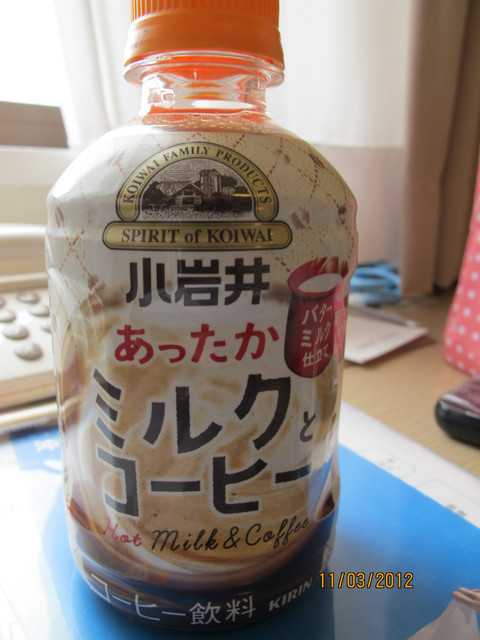 KOIWAI FAMILY PRODUCTS
SPIRIT of KOIWAI
小岩井
バター
ミルク
仕立て
あったか
ミルクと
コーヒー
Hot Milk & Coffee
コーヒー飲料 KIRIN
11/03/2012